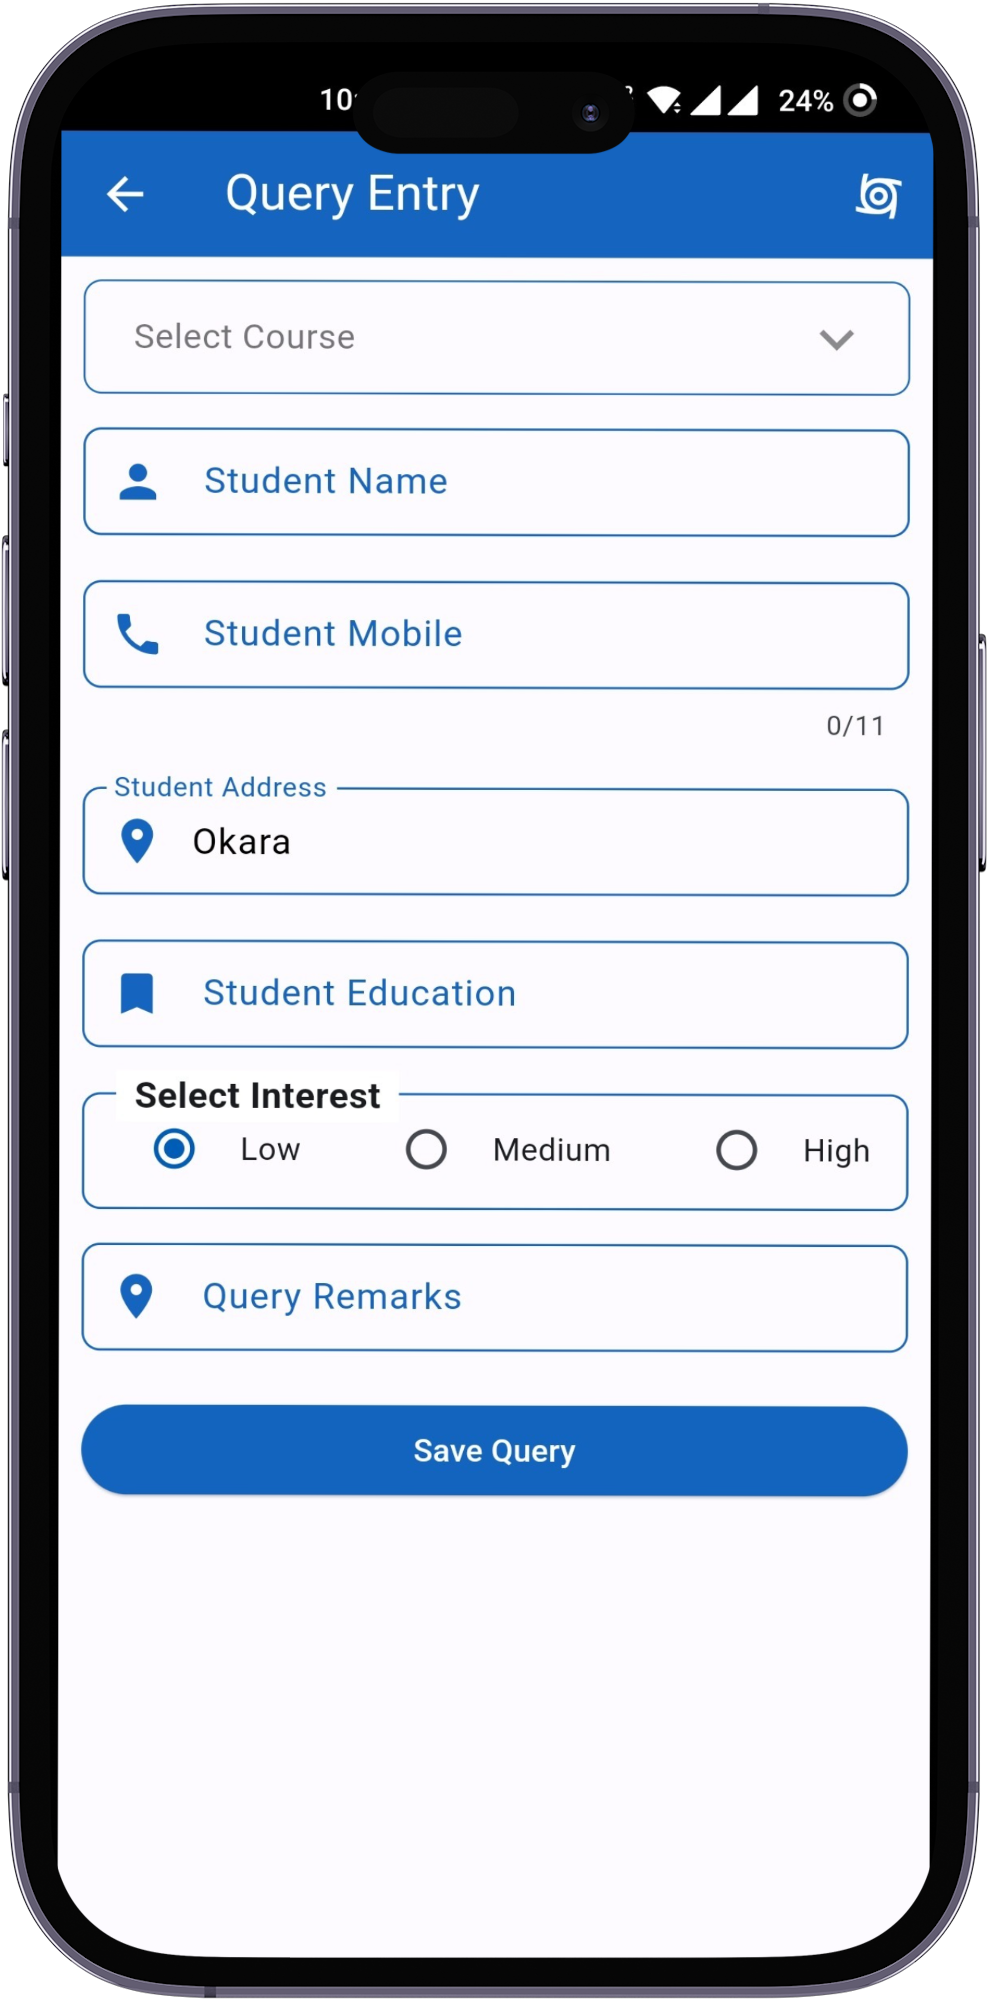 24%
Query Entry
Select Course
Student Name
Student Mobile
0/11
Student Address
Okara
Student Education
Select Interest
Low Medium High
Query Remarks
Save Query